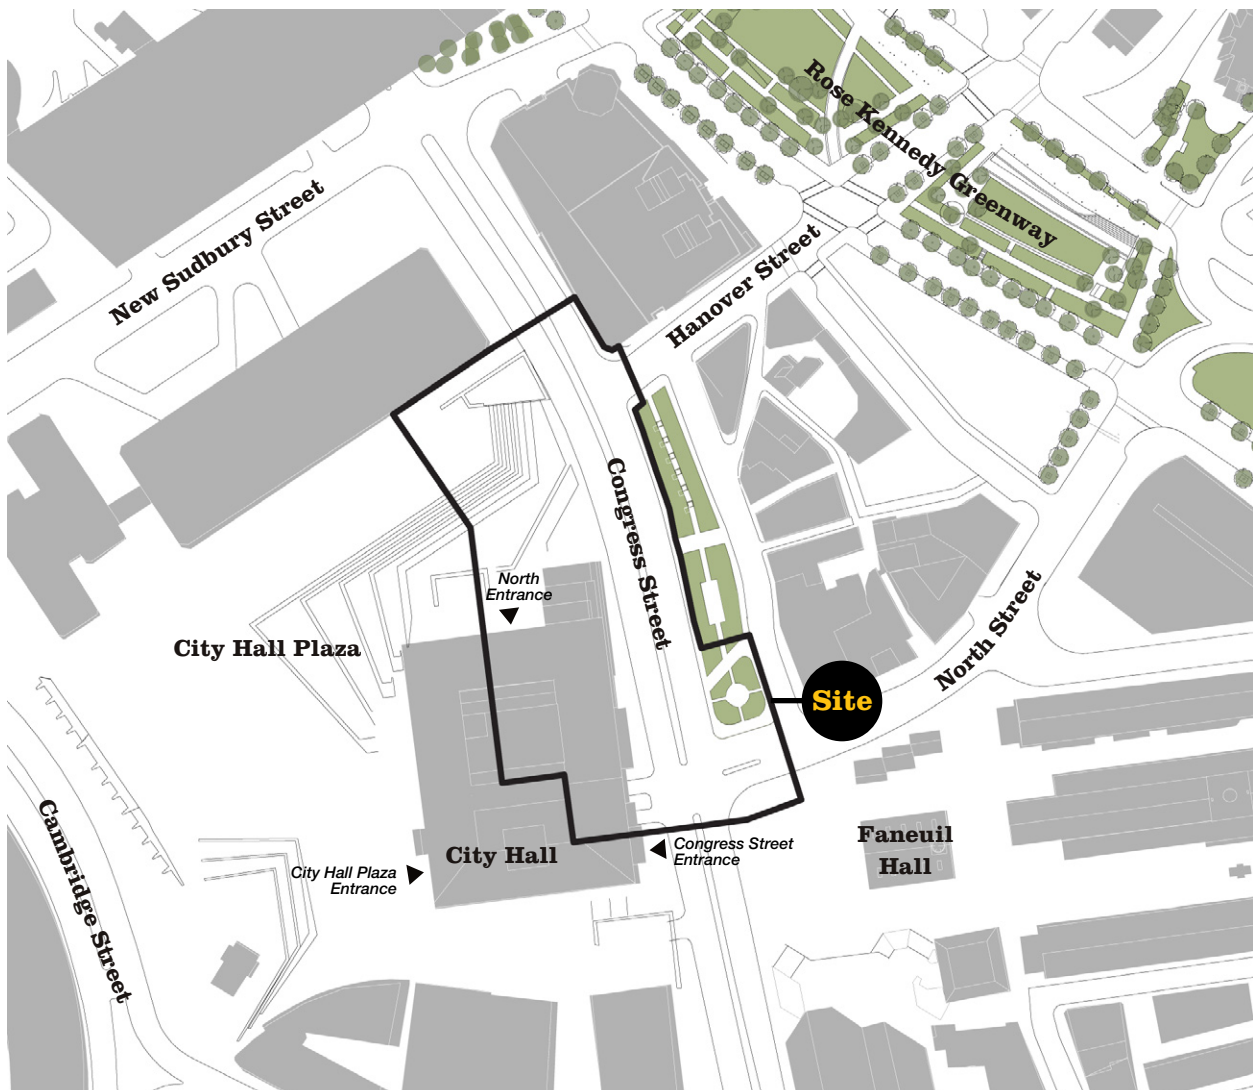 Rose Kennedy Greenway
New Sudbury Street
Hanover Street
Congress Street
North
Entrance
City Hall Plaza
North Street
Site
Cambridge Street
Faneuil
Hall
City Hall
Congress Street
Entrance
City Hall Plaza
Entrance